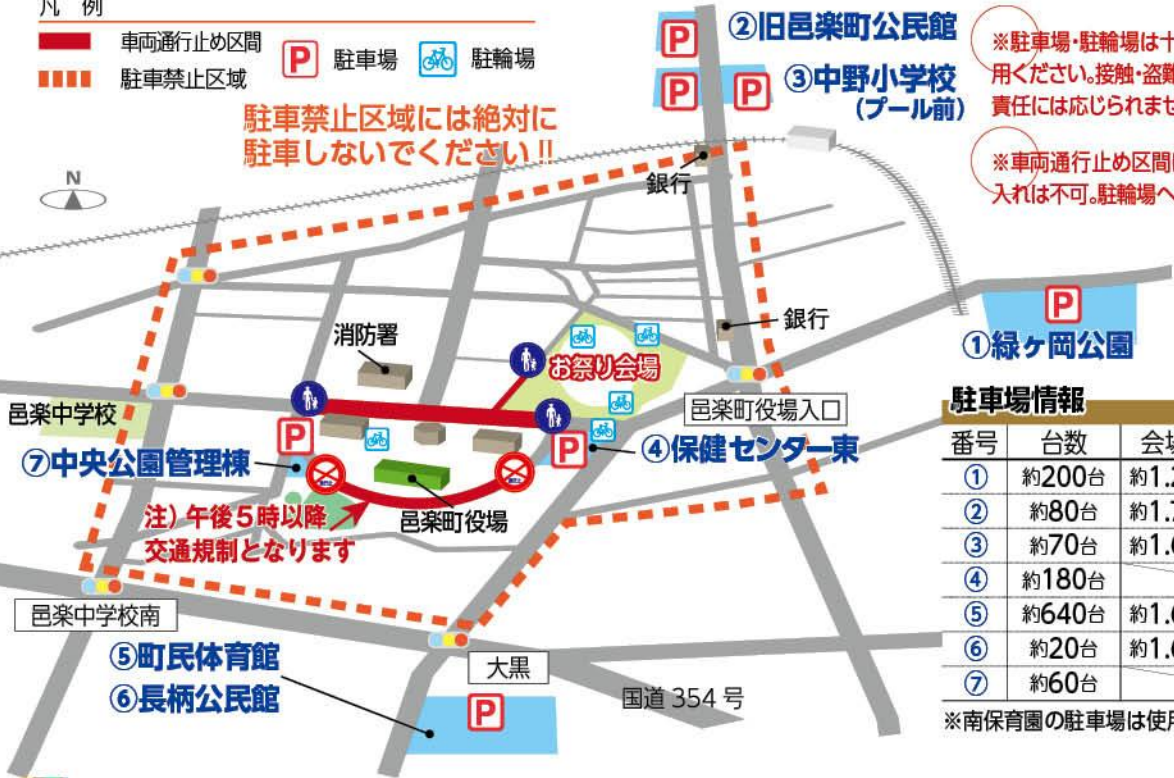 凡 例
車両通行止め区間
駐車禁止区域
P 駐車場
駐輪場
駐車禁止区域には絶対に
駐車しないでください!!
N
P
②旧邑楽町公民館
P P
③中野小学校
(プール前)
※駐車場・駐輪場は十
用ください。接触・盗難
責任には応じられませ
※車両通行止め区間
入れは不可。駐輪場へ
銀行
銀行
P
①緑ヶ岡公園
消防署
お祭り会場
邑楽中学校
邑楽町役場入口
P
⑦中央公園管理棟
P
④保健センター東
注)午後5時以降
交通規制となります
邑楽町役場
邑楽中学校南
⑤町民体育館
⑥長柄公民館
大黒
P
国道354号
駐車場情報
番号 台数 会場
① 約200台 約1.
② 約80台 約1.
③ 約70台 約1.
④ 約180台
⑤ 約640台 約1.
⑥ 約20台 約1.
⑦ 約60台
※南保育園の駐車場は使用